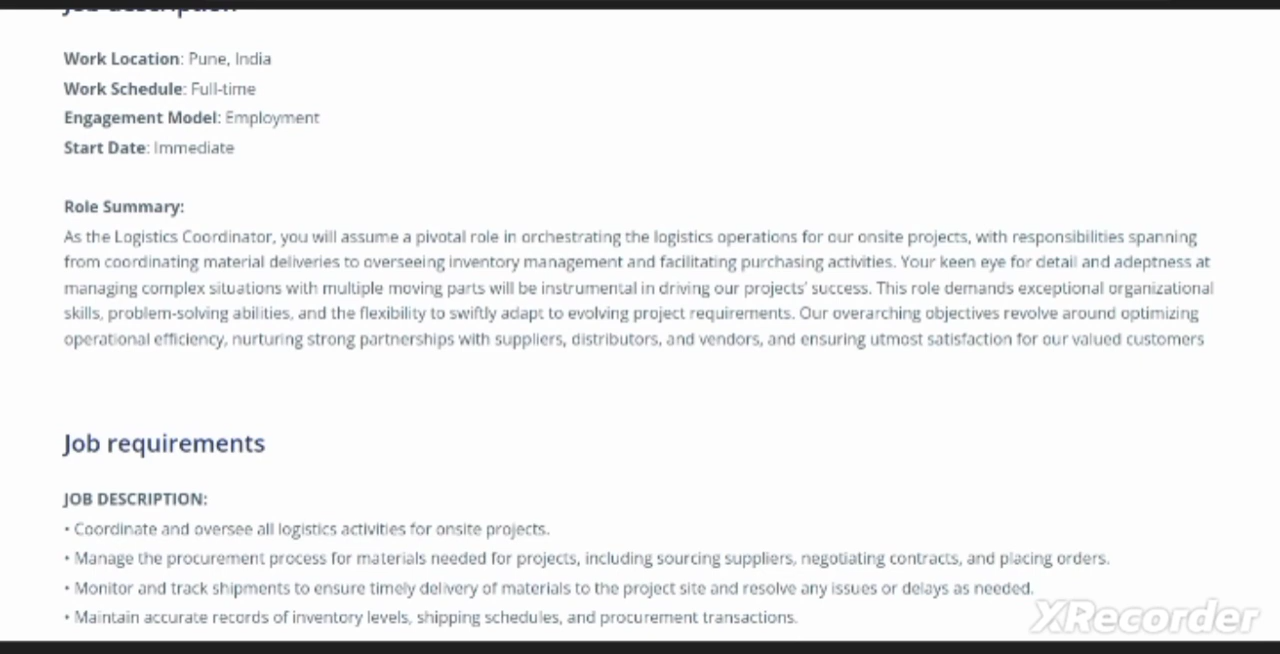 Job description
Work Location: Pune, India
Work Schedule: Full-time
Engagement Model: Employment
Start Date: Immediate
Role Summary:
As the Logistics Coordinator, you will assume a pivotal role in orchestrating the logistics operations for our onsite projects, with responsibilities spanning
from coordinating material deliveries to overseeing inventory management and facilitating purchasing activities. Your keen eye for detail and adeptness at
managing complex situations with multiple moving parts will be instrumental in driving our projects' success. This role demands exceptional organizational
skills, problem-solving abilities, and the flexibility to swiftly adapt to evolving project requirements. Our overarching objectives revolve around optimizing
operational efficiency, nurturing strong partnerships with suppliers, distributors, and vendors, and ensuring utmost satisfaction for our valued customers
Job requirements
JOB DESCRIPTION:
• Coordinate and oversee all logistics activities for onsite projects.
• Manage the procurement process for materials needed for projects, including sourcing suppliers, negotiating contracts, and placing orders.
• Monitor and track shipments to ensure timely delivery of materials to the project site and resolve any issues or delays as needed.
• Maintain accurate records of inventory levels, shipping schedules, and procurement transactions.
XRecorder